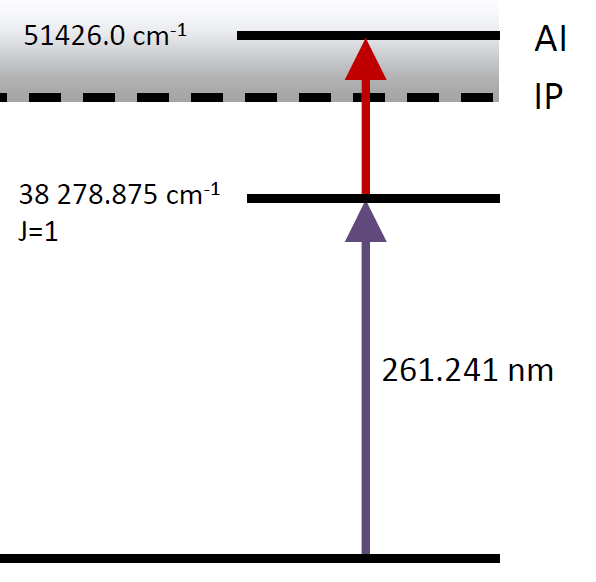 51426.0 cm⁻¹
AI
IP
38 278.875 cm⁻¹
J=1
261.241 nm